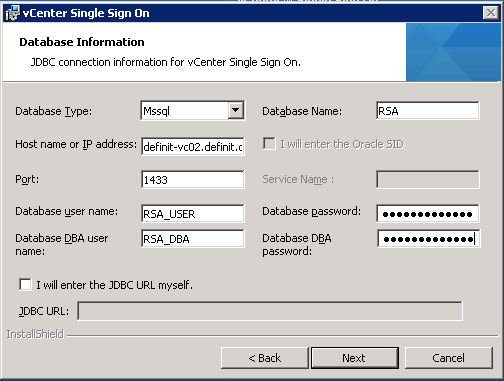 vCenter Single Sign On
Database Information
JDBC connection information for vCenter Single Sign On.
Database Type: Mssql Database Name: RSA
Host name or IP address: definit-vc02.definit.c I will enter the Oracle SID
Port: 1433 Service Name :
Database user name: RSA_USER Database password: ●●●●●●●●●●●●●
Database DBA user name: RSA_DBA Database DBA password: ●●●●●●●●●●●●●
I will enter the JDBC URL myself.
JDBC URL:
InstallShield
< Back Next Cancel